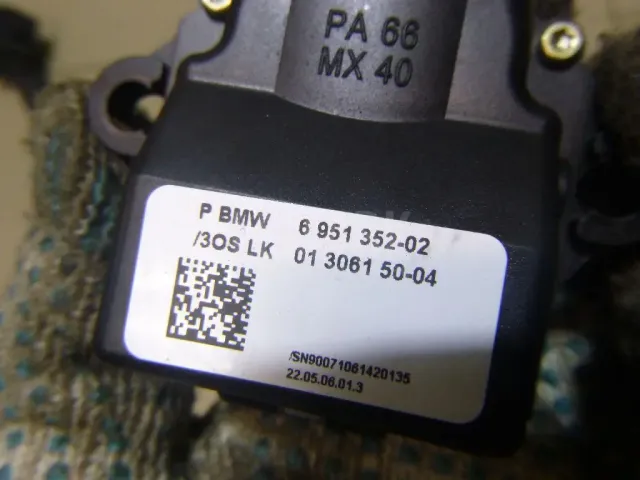 PA 66
MX 40
P BMW 6 951 352-02
/3OS LK 01 3061 50-04
/SN90071061420135
22.05.06.01.3